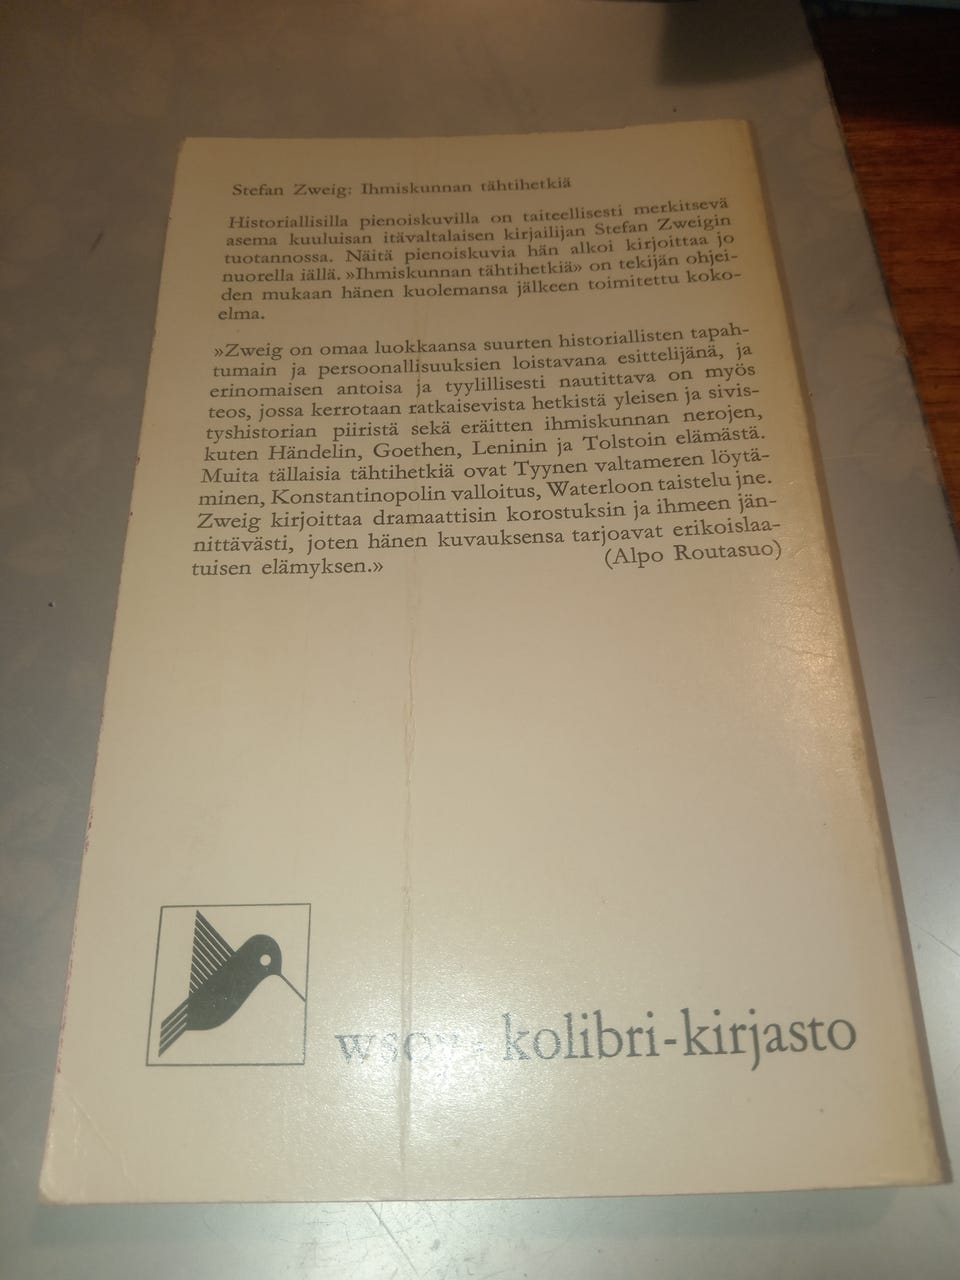 Stefan Zweig: Ihmiskunnan tähtihetkiä
Historiallisilla pienoiskuvilla on taiteellisesti merkitsevä
asema kuuluisan itävaltalaisen kirjailijan Stefan Zweigin
tuotannossa. Näitä pienoiskuvia hän alkoi kirjoittaa jo
nuorella iällä. »Ihmiskunnan tähtihetkiä» on tekijän ohjei-
den mukaan hänen kuolemansa jälkeen toimitettu koko-
elma.
»Zweig on omaa luokkaansa suurten historiallisten tapah-
tumain ja persoonallisuuksien loistavana esittelijänä, ja
erinomaisen antoisa ja tyylillisesti nautittava on myös
teos, jossa kerrotaan ratkaisevista hetkistä yleisen ja sivis-
tyshistorian piiristä sekä eräitten ihmiskunnan nerojen,
kuten Händelin, Goethen, Leninin ja Tolstoin elämästä.
Muita tällaisia tähtihetkiä ovat Tyynen valtameren löytä-
minen, Konstantinopolin valloitus, Waterloon taistelu jne.
Zweig kirjoittaa dramaattisin korostuksin ja ihmeen jän-
nittävästi, joten hänen kuvauksensa tarjoavat erikoislaa-
tuisen elämyksen.» (Alpo Routasuo)
wsoy - kolibri-kirjasto